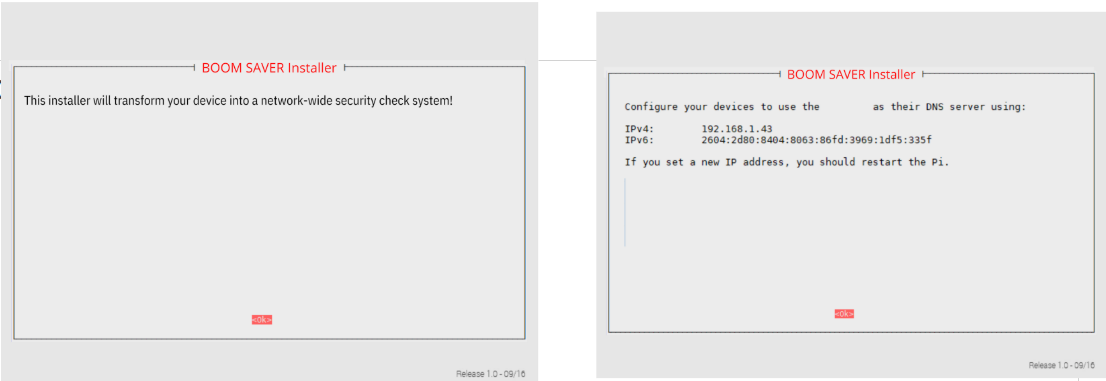 BOOM SAVER Installer
This installer will transform your device into a network-wide security check system!
<Ok>
Release 1.0 - 09/16
BOOM SAVER Installer
Configure your devices to use the as their DNS server using:
IPv4: 192.168.1.43
IPv6: 2604:2d80:8404:8063:86fd:3969:1df5:335f
If you set a new IP address, you should restart the Pi.
<Ok>
Release 1.0 - 09/16